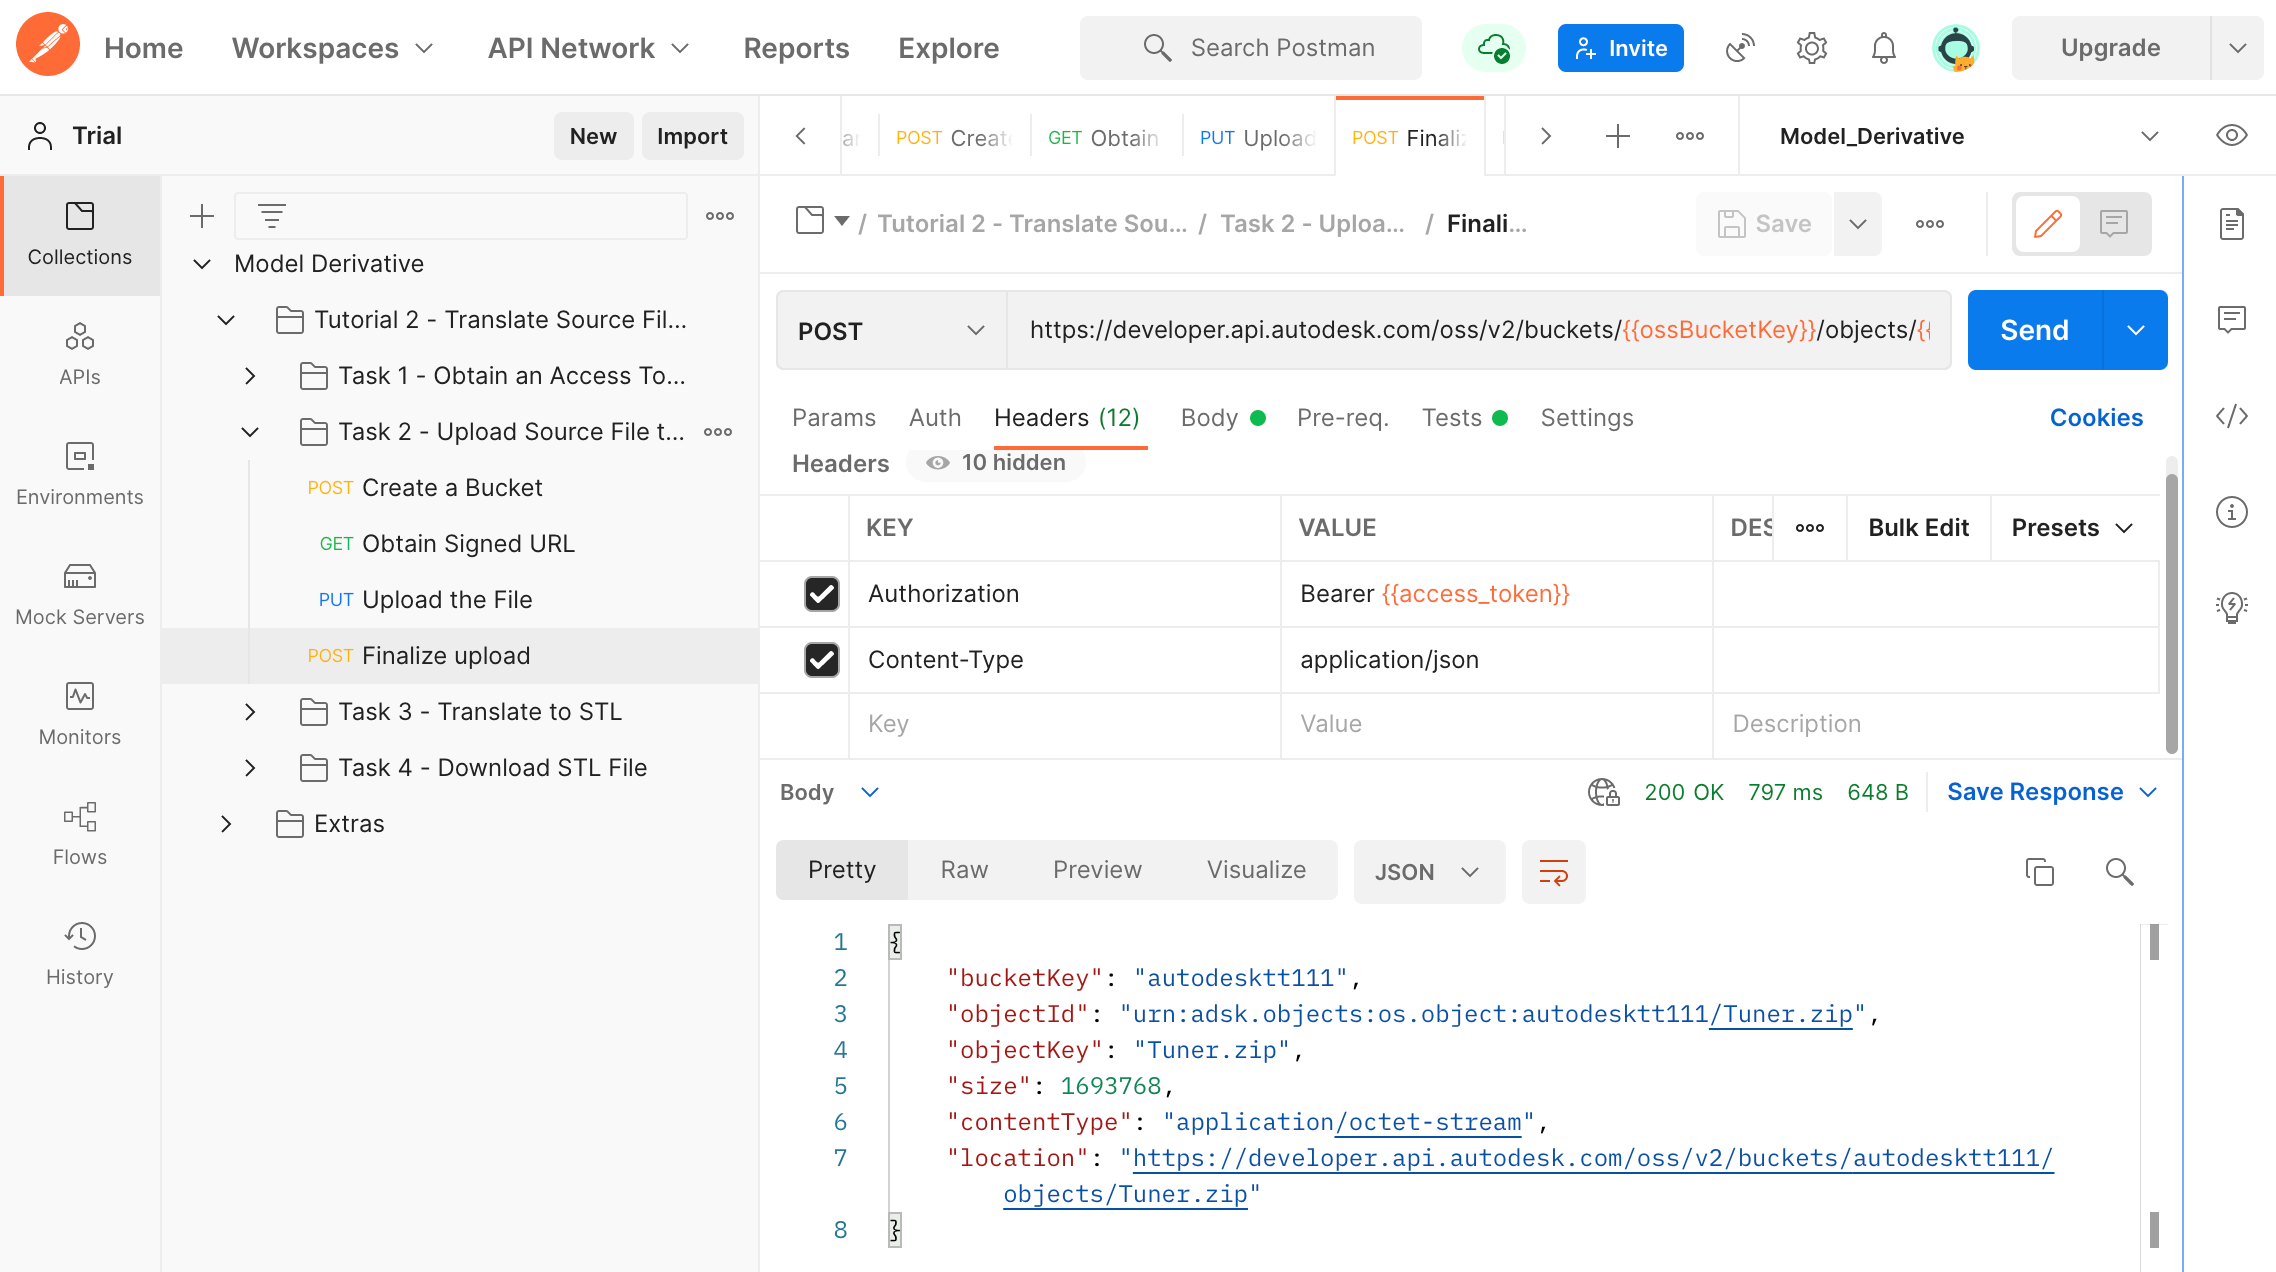 Home Workspaces API Network Reports Explore Search Postman Invite Upgrade
Trial New Import
POST Creat GET Obtain PUT Upload POST Finali Model_Derivative
Collections
APIs
Environments
Mock Servers
Monitors
Flows
History
Model Derivative
Tutorial 2 - Translate Source Fil...
Task 1 - Obtain an Access To...
Task 2 - Upload Source File t...
POST Create a Bucket
GET Obtain Signed URL
PUT Upload the File
POST Finalize upload
Task 3 - Translate to STL
Task 4 - Download STL File
Extras
/ Tutorial 2 - Translate Sou... / Task 2 - Uploa... / Finali... Save
POST https://developer.api.autodesk.com/oss/v2/buckets/{{ossBucketKey}}/objects/{{ Send
Params Auth Headers (12) Body Pre-req. Tests Settings Cookies
Headers 10 hidden
KEY VALUE DES Bulk Edit Presets
Authorization Bearer {{access_token}}
Content-Type application/json
Key Value Description
Body 200 OK 797 ms 648 B Save Response
Pretty Raw Preview Visualize JSON
1 {
2 "bucketKey": "autodesktt111",
3 "objectId": "urn:adsk.objects:os.object:autodesktt111/Tuner.zip",
4 "objectKey": "Tuner.zip",
5 "size": 1693768,
6 "contentType": "application/octet-stream",
7 "location": "https://developer.api.autodesk.com/oss/v2/buckets/autodesktt111/
objects/Tuner.zip"
8 }